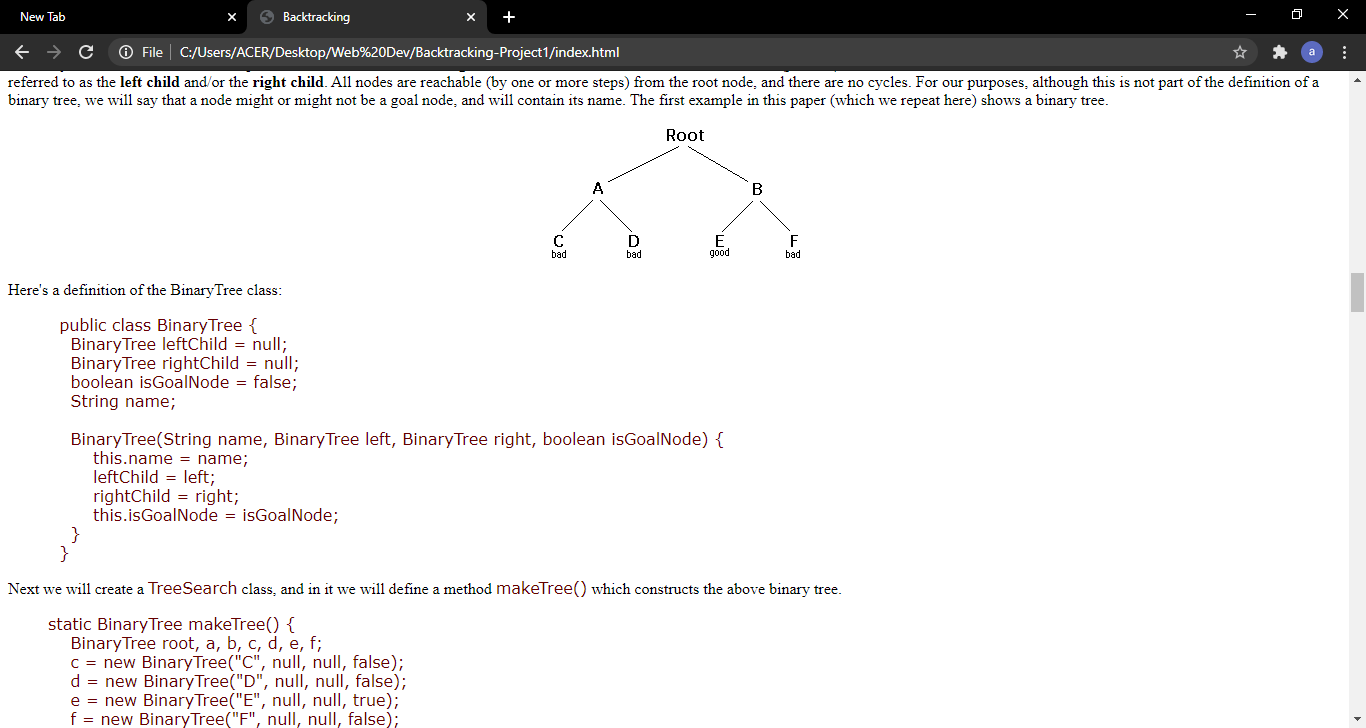 New Tab
Backtracking
File
C:/Users/ACER/Desktop/Web%20Dev/Backtracking-Project1/index.html
a
referred to as the left child and/or the right child. All nodes are reachable (by one or more steps) from the root node, and there are no cycles. For our purposes, although this is not part of the definition of a
binary tree, we will say that a node might or might not be a goal node, and will contain its name. The first example in this paper (which we repeat here) shows a binary tree.
Root
A B
C D E F
bad bad good bad
Here's a definition of the BinaryTree class:
public class BinaryTree {
BinaryTree leftChild = null;
BinaryTree rightChild = null;
boolean isGoalNode = false;
String name;
BinaryTree(String name, BinaryTree left, BinaryTree right, boolean isGoalNode) {
this.name = name;
leftChild = left;
rightChild = right;
this.isGoalNode = isGoalNode;
}
}
Next we will create a TreeSearch class, and in it we will define a method makeTree() which constructs the above binary tree.
static BinaryTree makeTree() {
BinaryTree root, a, b, c, d, e, f;
c = new BinaryTree("C", null, null, false);
d = new BinaryTree("D", null, null, false);
e = new BinaryTree("E", null, null, true);
f = new BinaryTree("F", null, null, false);